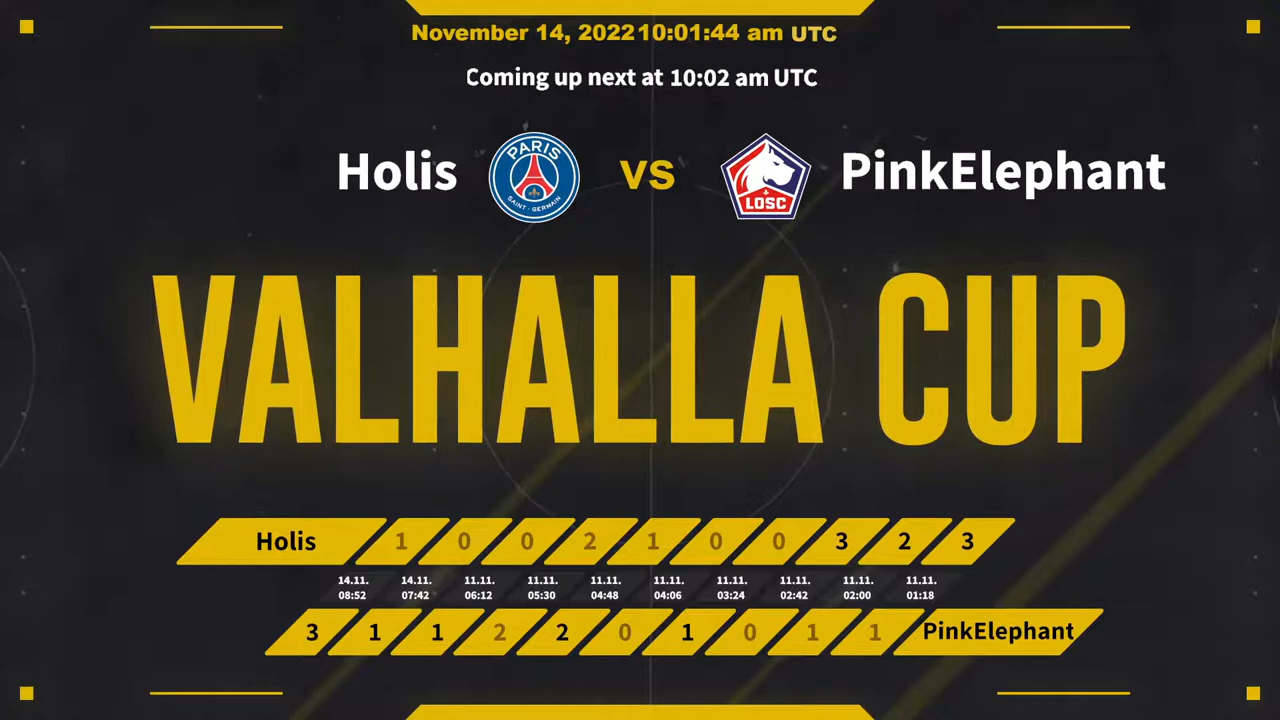 November 14, 2022 10:01:44 am UTC
Coming up next at 10:02 am UTC
Holis PARIS SAINT-GERMAIN VS LOSC PinkElephant
VALHALLA CUP
Holis 1 0 0 2 1 0 0 3 2 3
14.11. 14.11. 11.11. 11.11. 11.11. 11.11. 11.11. 11.11. 11.11. 11.11.
08:52 07:42 06:12 05:30 04:48 04:06 03:24 02:42 02:00 01:18
3 1 1 2 2 0 1 0 1 1 PinkElephant